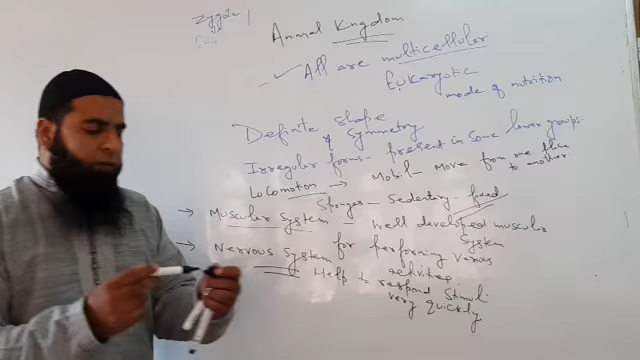 Zygote
Animal Kingdom
✓ All are multicellular
Eukaryotic
mode of nutrition
Definite shape
& Symmetry
Irregular forms - present in some lower groups.
Locomotion → Mobil - Move from one place
to another
Sponges - Sedentary - fixed
→ Muscular System - Well developed muscular
System
→ Nervous System for performing various
activities.
Help to respond Stimuli
very quickly